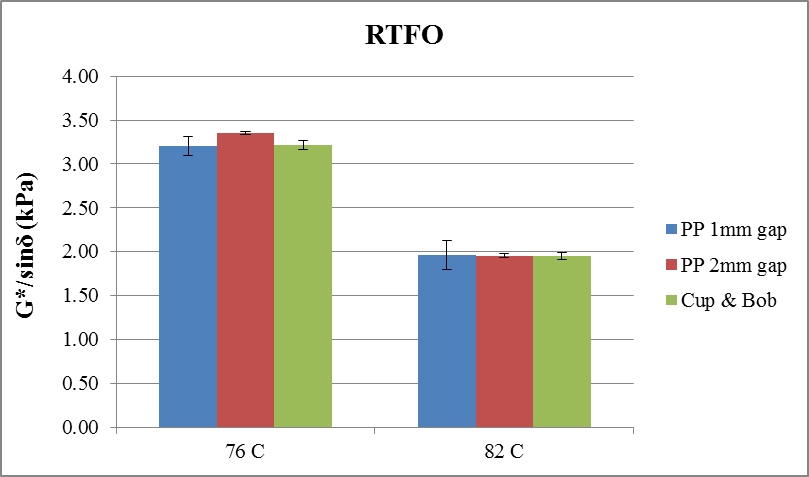 RTFO
G*/sinδ (kPa)
4.00
3.50
3.00
2.50
2.00
1.50
1.00
0.50
0.00
76 C
82 C
PP 1mm gap
PP 2mm gap
Cup & Bob